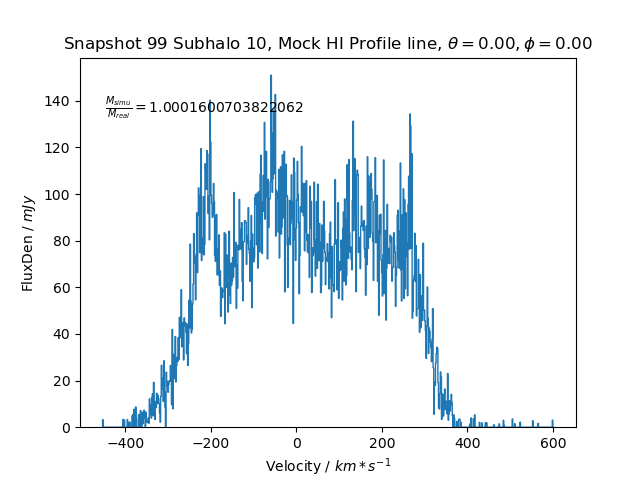 Snapshot 99 Subhalo 10, Mock HI Profile line, θ = 0.00, ϕ = 0.00
M_simu/M_real = 1.0001600703822062
FluxDen / mJy
140
120
100
80
60
40
20
0
−400 −200 0 200 400 600
Velocity / km * s⁻¹